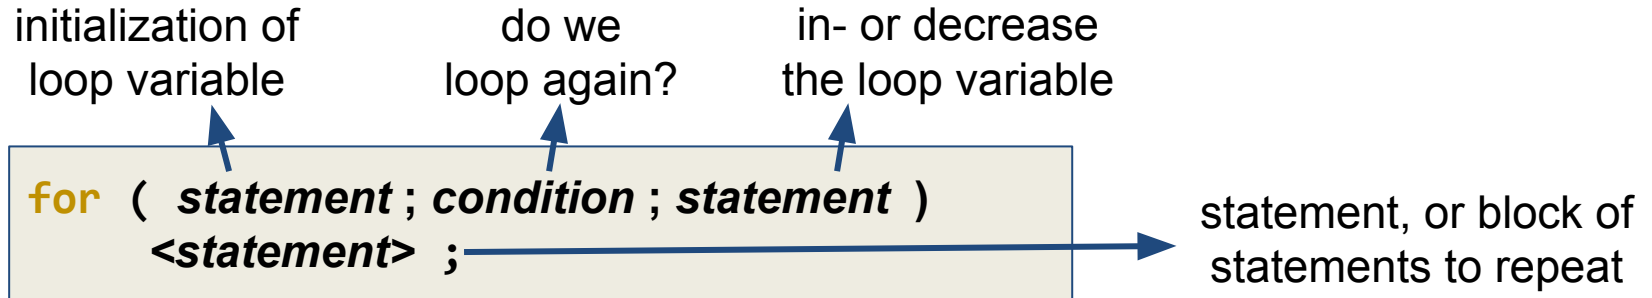 initialization of
loop variable
do we
loop again?
in- or decrease
the loop variable
for ( statement ; condition ; statement )
<statement> ;
statement, or block of
statements to repeat